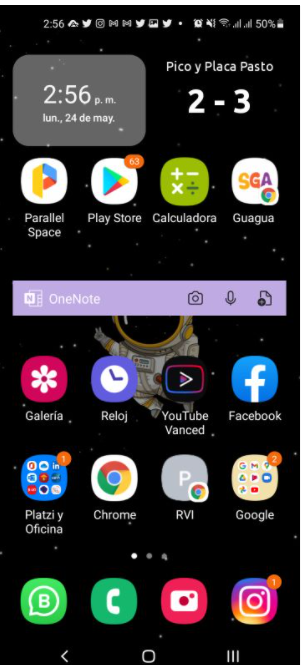 2:56
50%
Pico y Placa Pasto
2:56 p. m.
lun., 24 de may.
2 - 3
63
SGA
Parallel Space
Play Store
Calculadora
Guagua
N
OneNote
Galería
Reloj
YouTube Vanced
Facebook
1
in
P
G
2
Platzi y Oficina
Chrome
RVI
Google
B
1